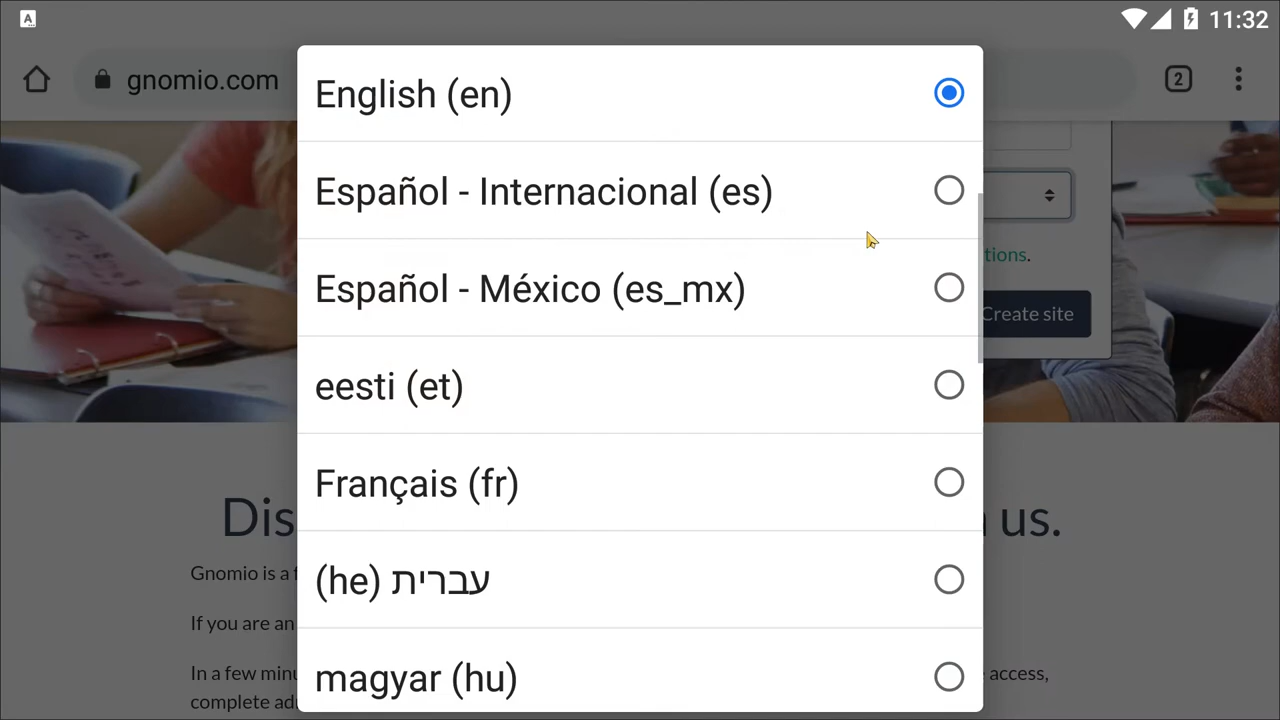 A
11:32
gnomio.com
2
English (en)
Español - Internacional (es)
Español - México (es_mx)
eesti (et)
Français (fr)
עברית (he)
magyar (hu)
tions.
Create site
Dis
us.
Gnomio is a f
If you are an
In a few minu
access,
complete ad